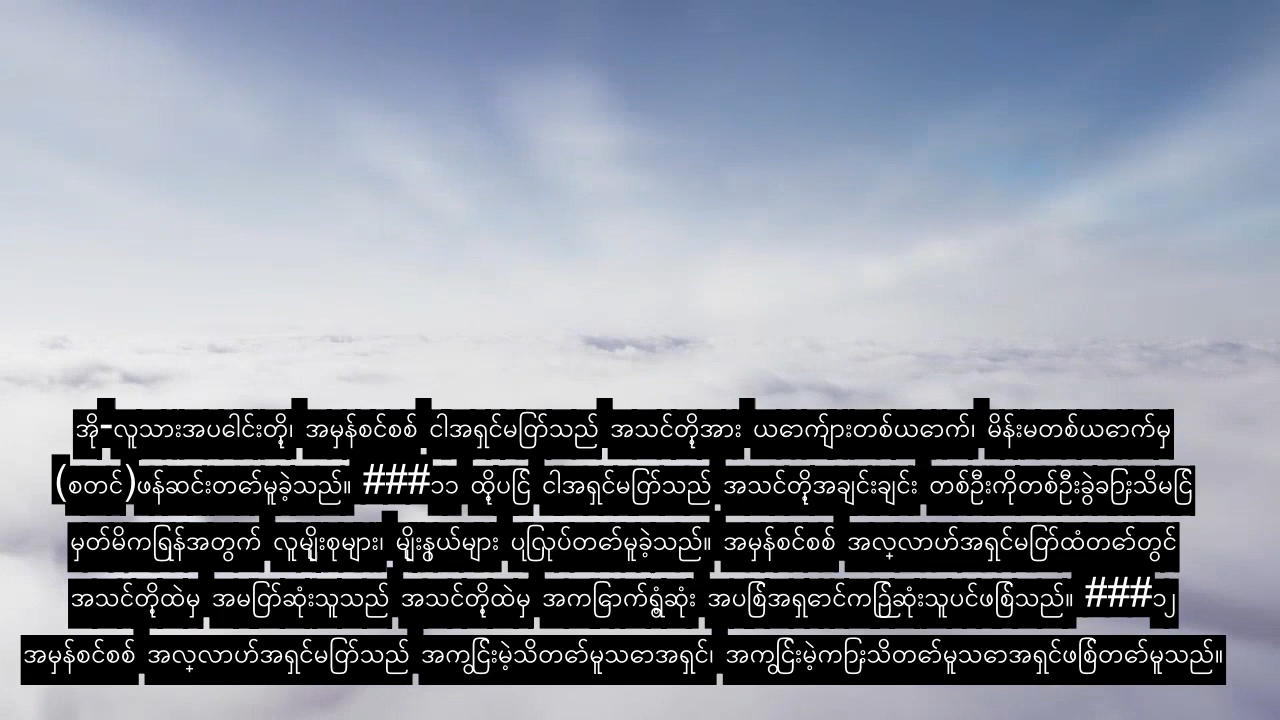 အို-လူသားအပေါင်းတို့၊ အမှန်စင်စစ် ငါအရှင်မြတ်သည် အသင်တို့အား ယောက်ျားတစ်ယောက်၊ မိန်းမတစ်ယောက်မှ
(စတင်)ဖန်ဆင်းတော်မူခဲ့သည်။ ###၁၁ ထို့ပြင် ငါအရှင်မြတ်သည် အသင်တို့အချင်းချင်း တစ်ဦးကိုတစ်ဦးခွဲခြားသိမြင်
မှတ်မိကြရန်အတွက် လူမျိုးစုများ၊ မျိုးနွယ်များ ပြုလုပ်တော်မူခဲ့သည်။ အမှန်စင်စစ် အလ္လာဟ်အရှင်မြတ်ထံတော်တွင်
အသင်တို့ထဲမှ အမြတ်ဆုံးသူသည် အသင်တို့ထဲမှ အကြောက်ရွံ့ဆုံး အပြစ်အရှောင်ကြဉ်ဆုံးသူပင်ဖြစ်သည်။ ###၁၂
အမှန်စင်စစ် အလ္လာဟ်အရှင်မြတ်သည် အကြွင်းမဲ့သိတော်မူသောအရှင်၊ အကြွင်းမဲ့ကြားသိတော်မူသောအရှင်ဖြစ်တော်မူသည်။